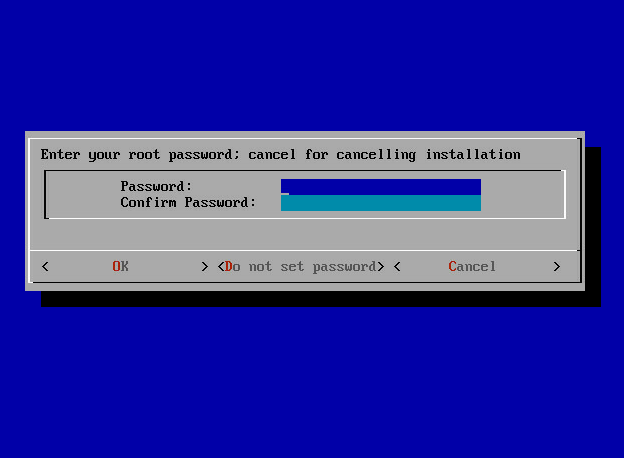 Enter your root password; cancel for cancelling installation
Password:
Confirm Password:
< OK > <Do not set password> < Cancel >